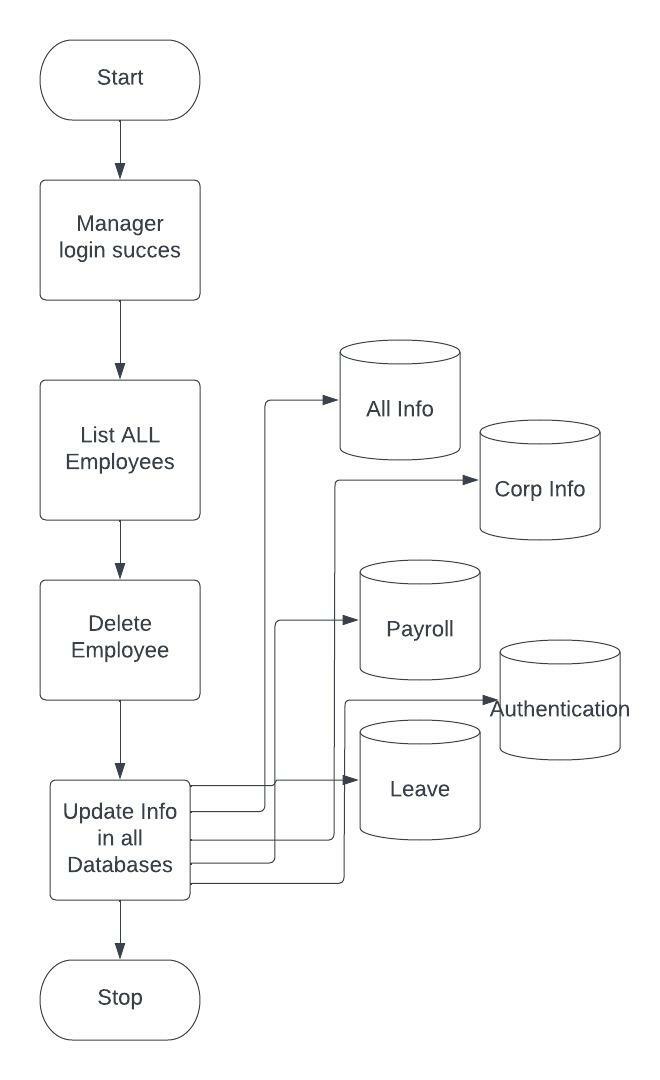 Start
Manager
login succes
List ALL
Employees
Delete
Employee
Update Info
in all
Databases
Stop
All Info
Corp Info
Payroll
Authentication
Leave